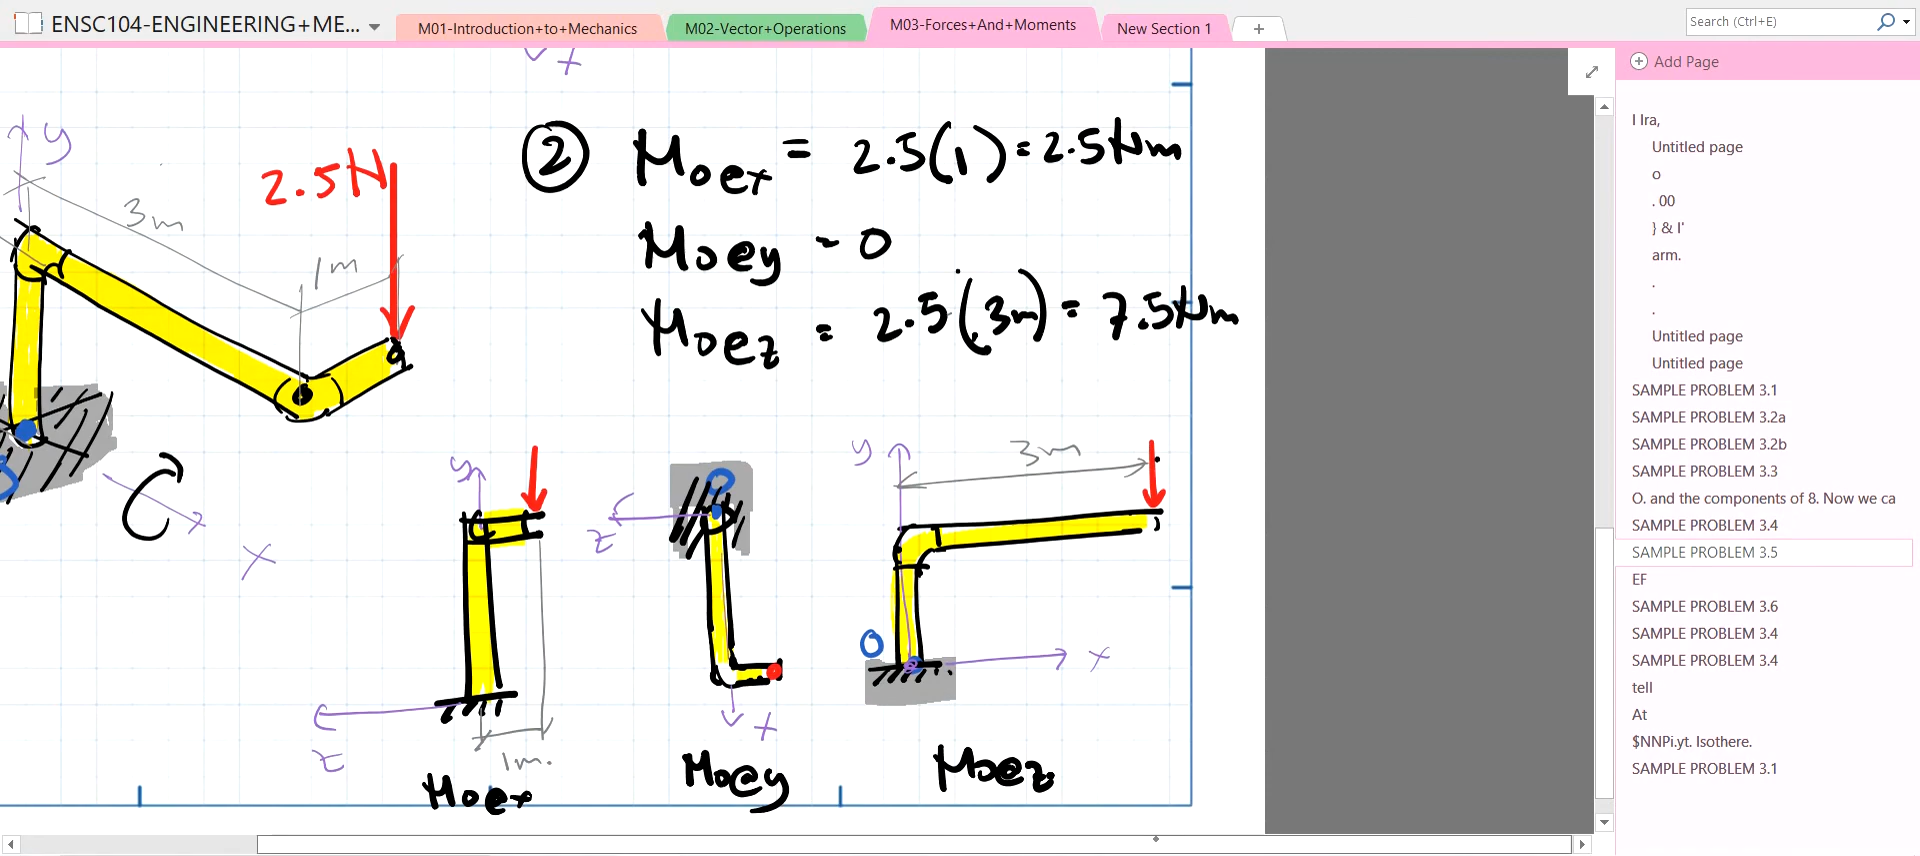 ENSC104-ENGINEERING+ME...
M01-Introduction+to+Mechanics
M02-Vector+Operations
M03-Forces+And+Moments
New Section 1
+
Search (Ctrl+E)
Add Page
x
y
2.5N
3m
1m
x
C
② Moex = 2.5(1) = 2.5Nm
Moey = 0
Moez = 2.5(3m) = 7.5Nm
y
z
1m.
Moex
O
z
x
Moey
y
3m
O
x
Moez
I Ira,
Untitled page
o
. 00
} & I'
arm.
.
.
Untitled page
Untitled page
SAMPLE PROBLEM 3.1
SAMPLE PROBLEM 3.2a
SAMPLE PROBLEM 3.2b
SAMPLE PROBLEM 3.3
O. and the components of 8. Now we ca
SAMPLE PROBLEM 3.4
SAMPLE PROBLEM 3.5
EF
SAMPLE PROBLEM 3.6
SAMPLE PROBLEM 3.4
SAMPLE PROBLEM 3.4
tell
At
$NNPi.yt. Isothere.
SAMPLE PROBLEM 3.1